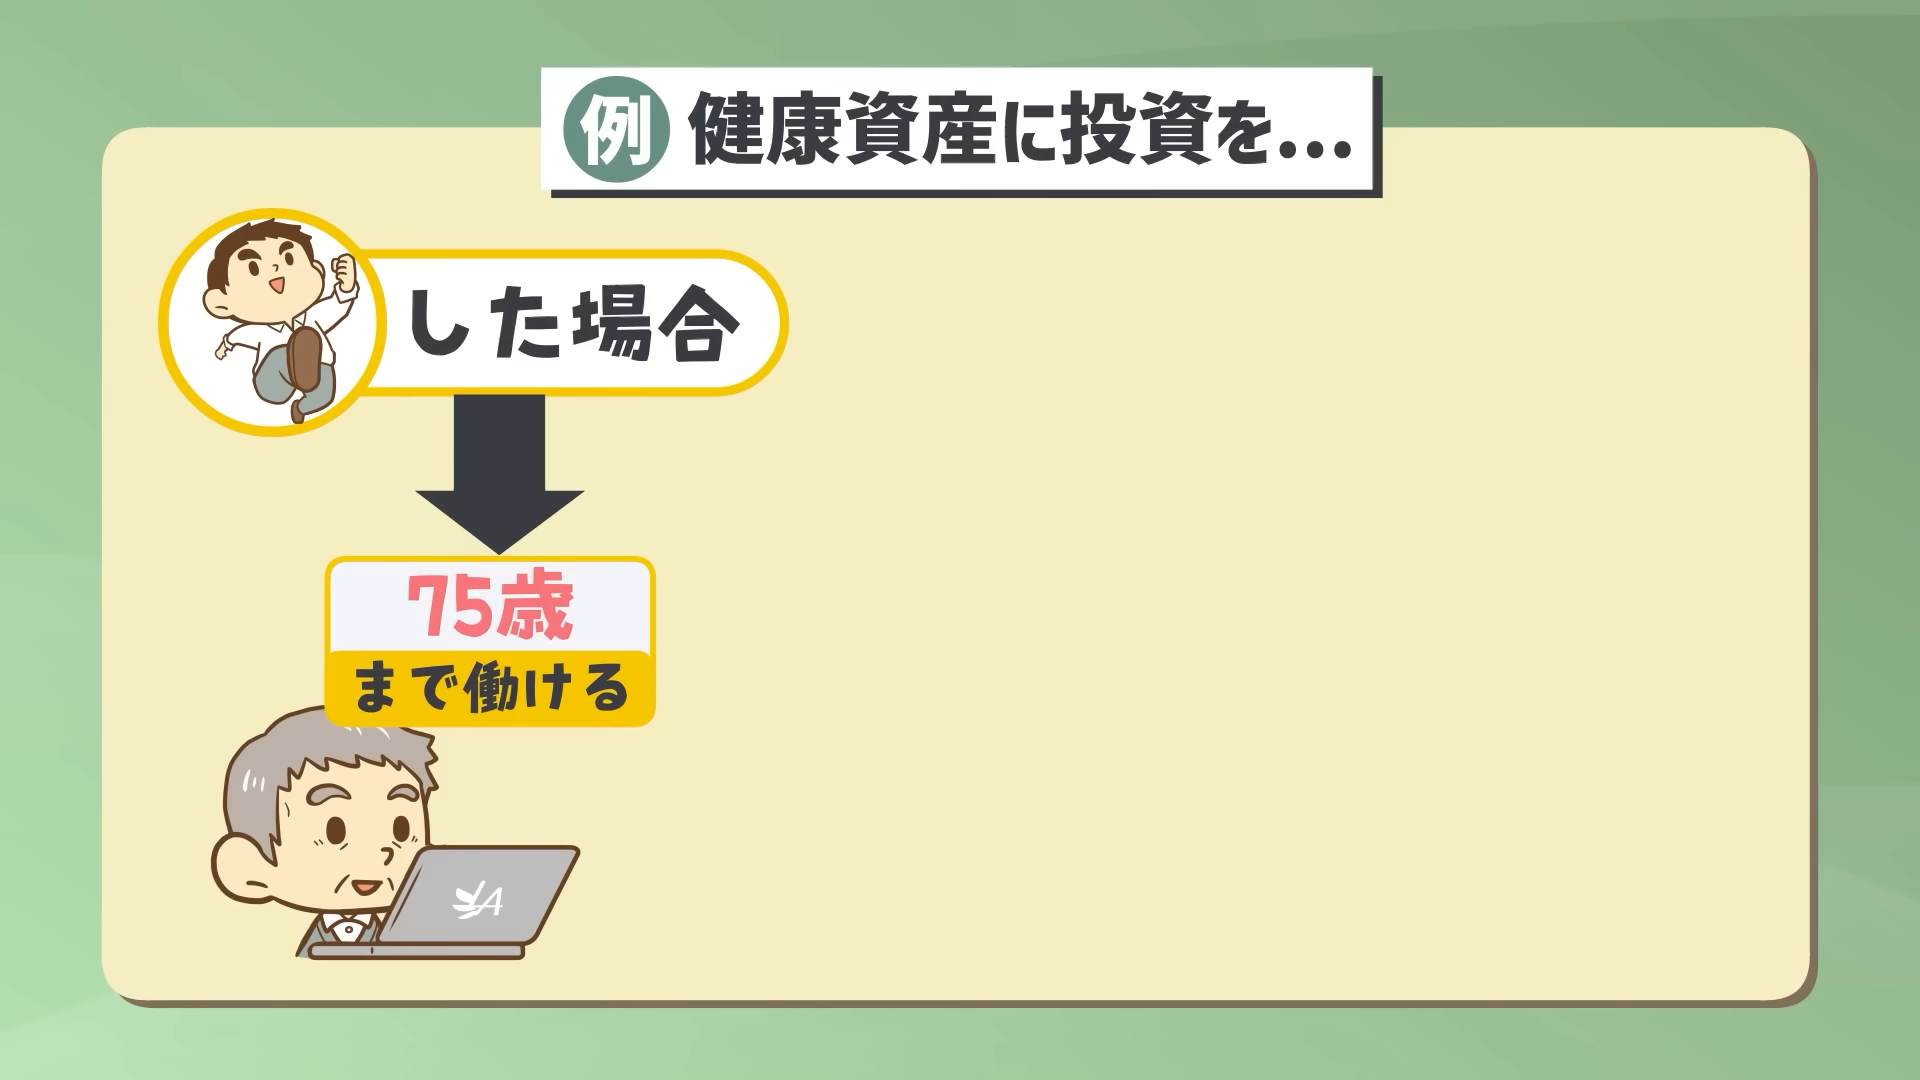 例 健康資産に投資を...
した場合
75歳
まで働ける